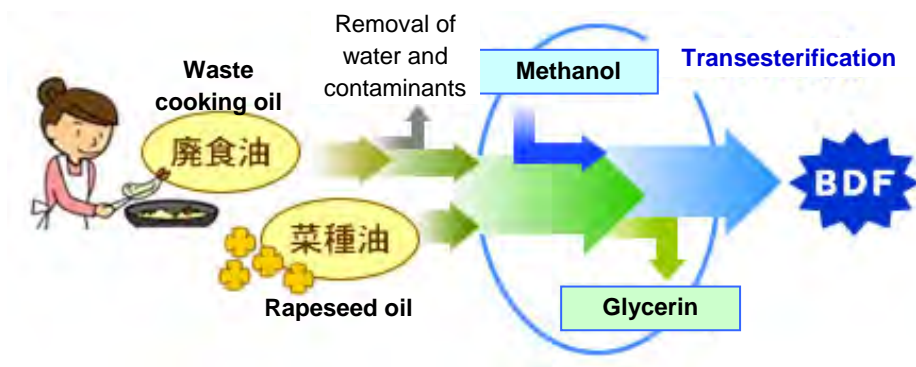 Waste
cooking oil
廃食油
Removal of
water and
contaminants
Methanol
Transesterification
BDF
菜種油
Rapeseed oil
Glycerin